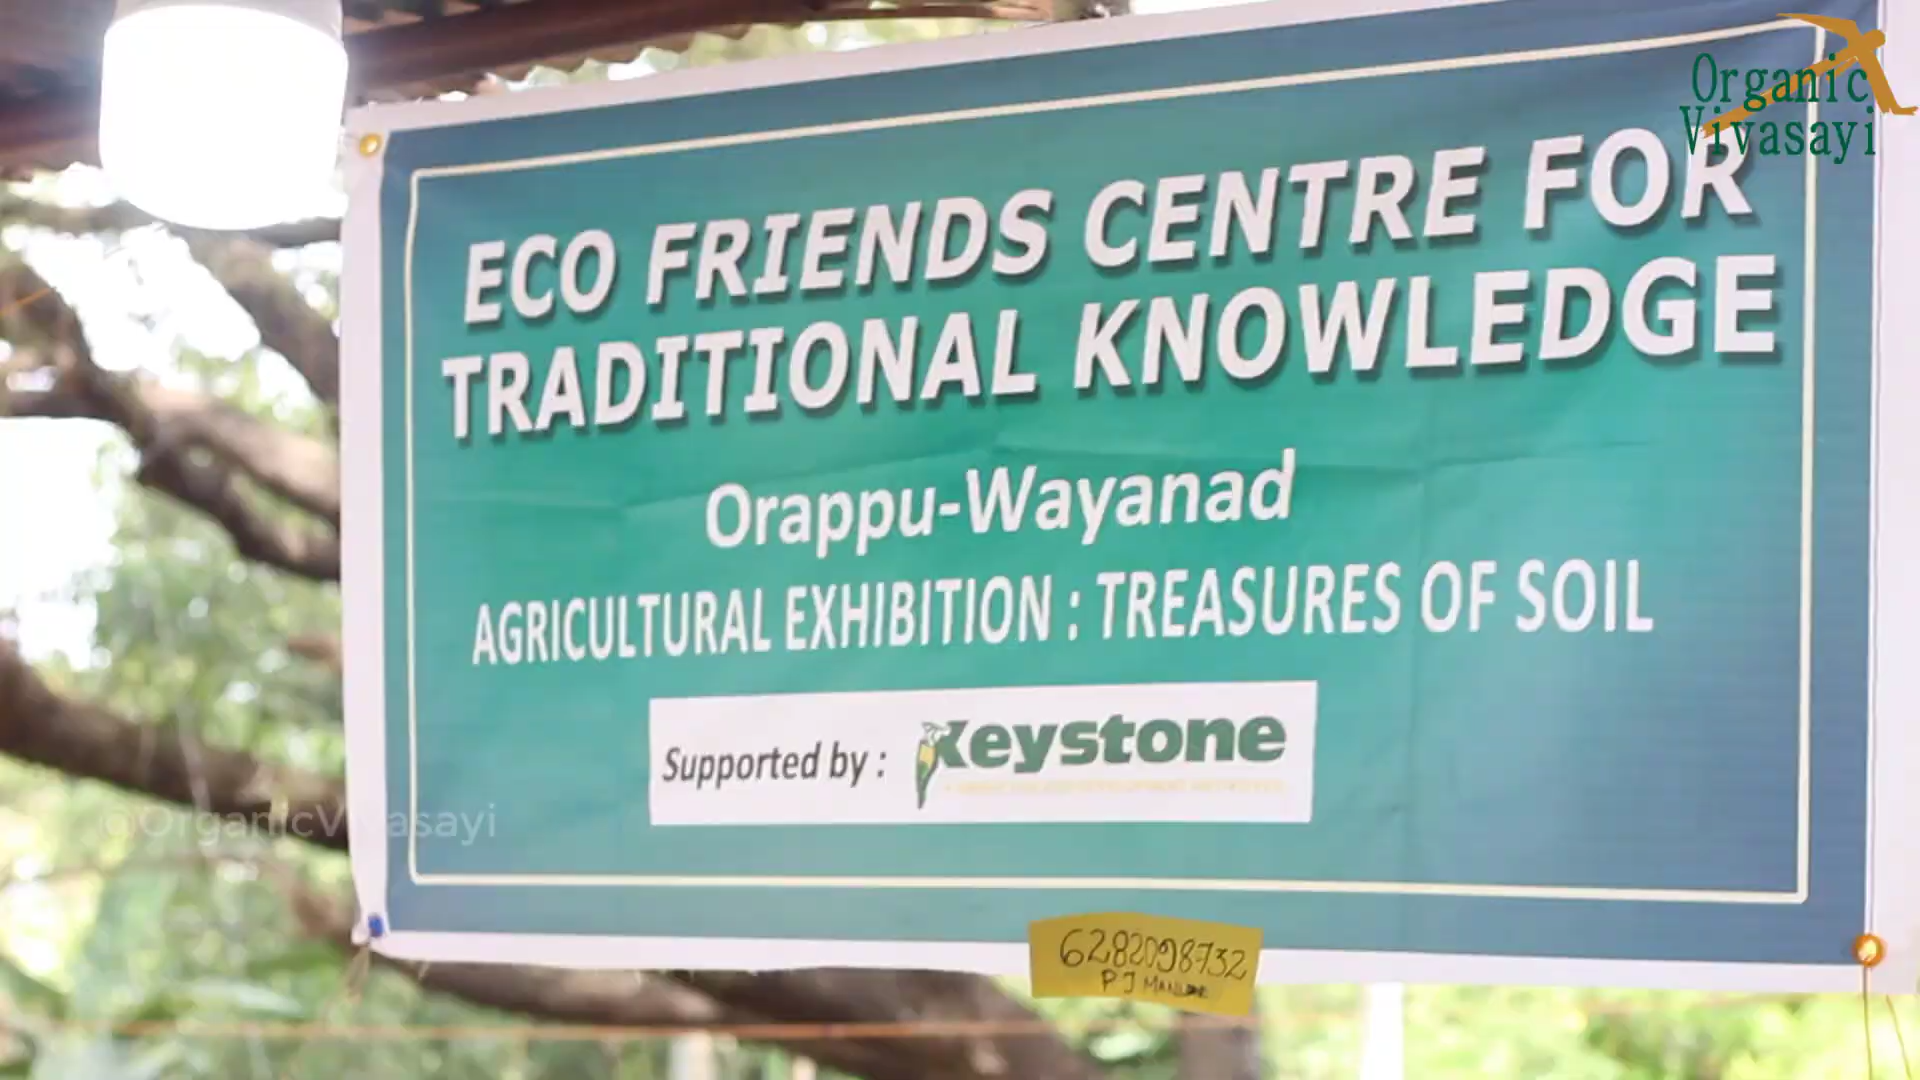 Organic
Vivasayi
ECO FRIENDS CENTRE FOR
TRADITIONAL KNOWLEDGE
Orappu-Wayanad
AGRICULTURAL EXHIBITION : TREASURES OF SOIL
Supported by : Keystone
@OrganicVivasayi
6282098732
P J